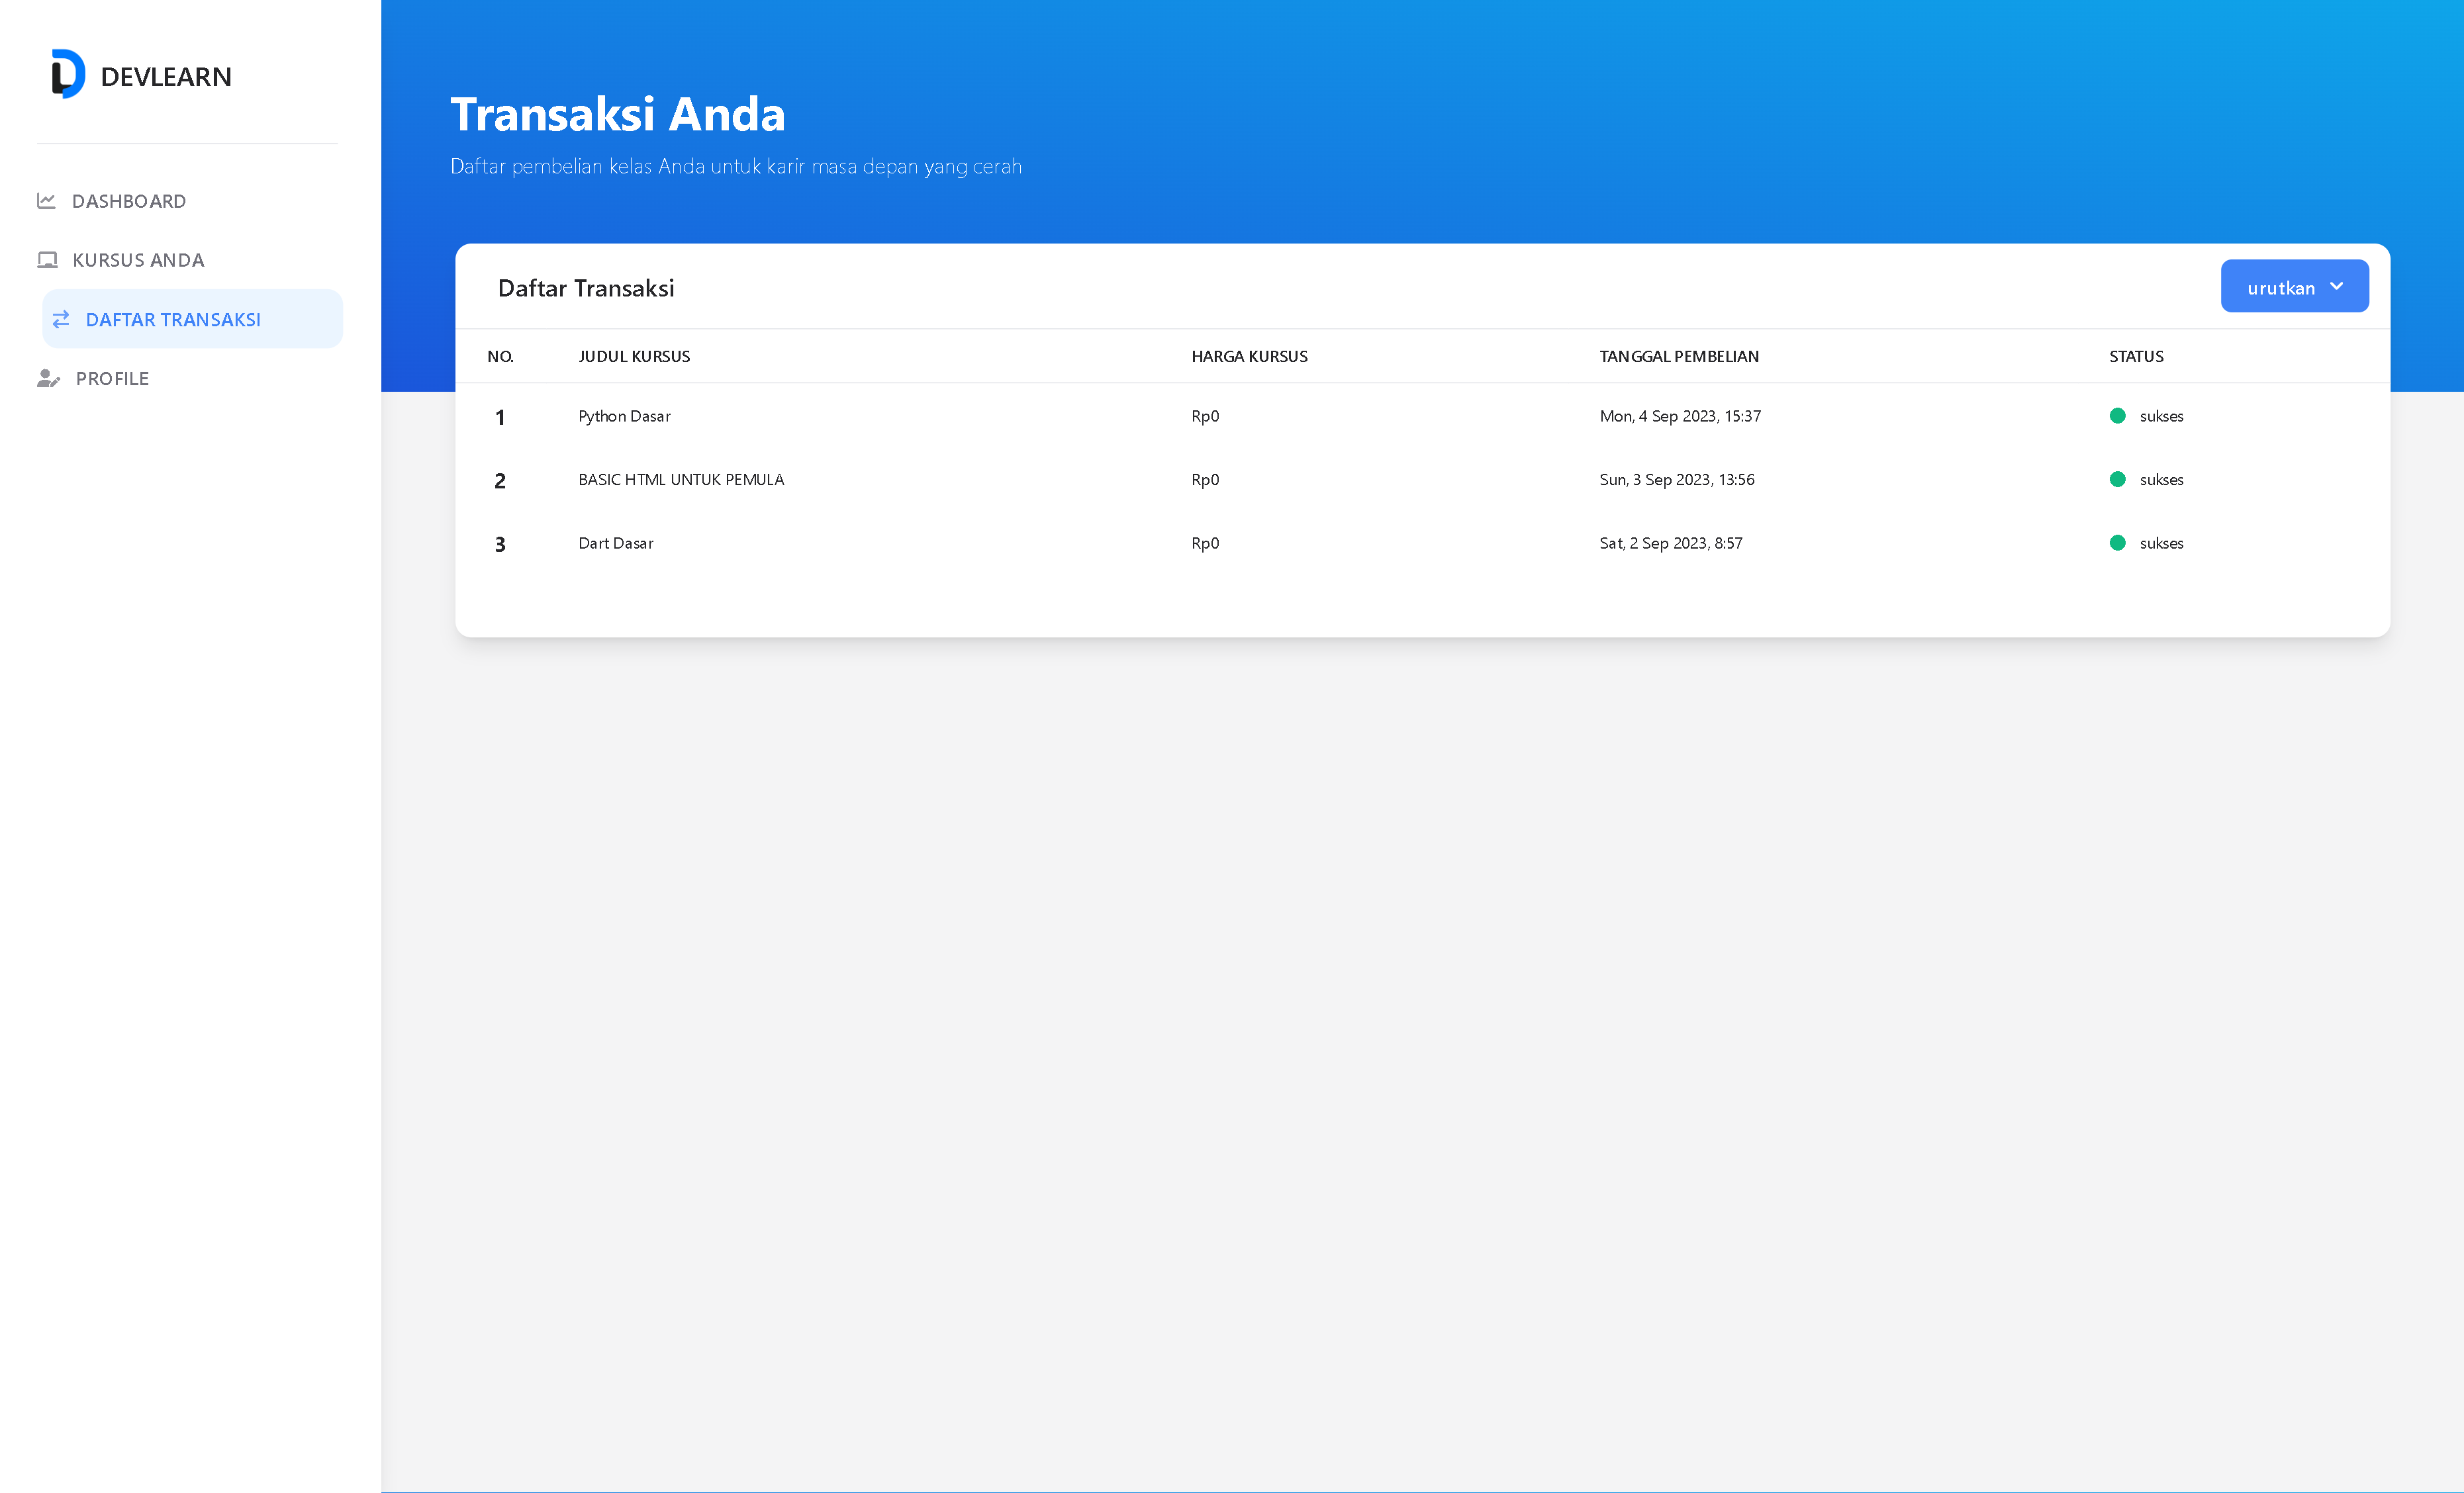 DEVLEARN
DASHBOARD
KURSUS ANDA
DAFTAR TRANSAKSI
PROFILE
Transaksi Anda
Daftar pembelian kelas Anda untuk karir masa depan yang cerah
Daftar Transaksi
urutkan
NO. JUDUL KURSUS HARGA KURSUS TANGGAL PEMBELIAN STATUS
1 Python Dasar Rp0 Mon, 4 Sep 2023, 15:37 sukses
2 BASIC HTML UNTUK PEMULA Rp0 Sun, 3 Sep 2023, 13:56 sukses
3 Dart Dasar Rp0 Sat, 2 Sep 2023, 8:57 sukses